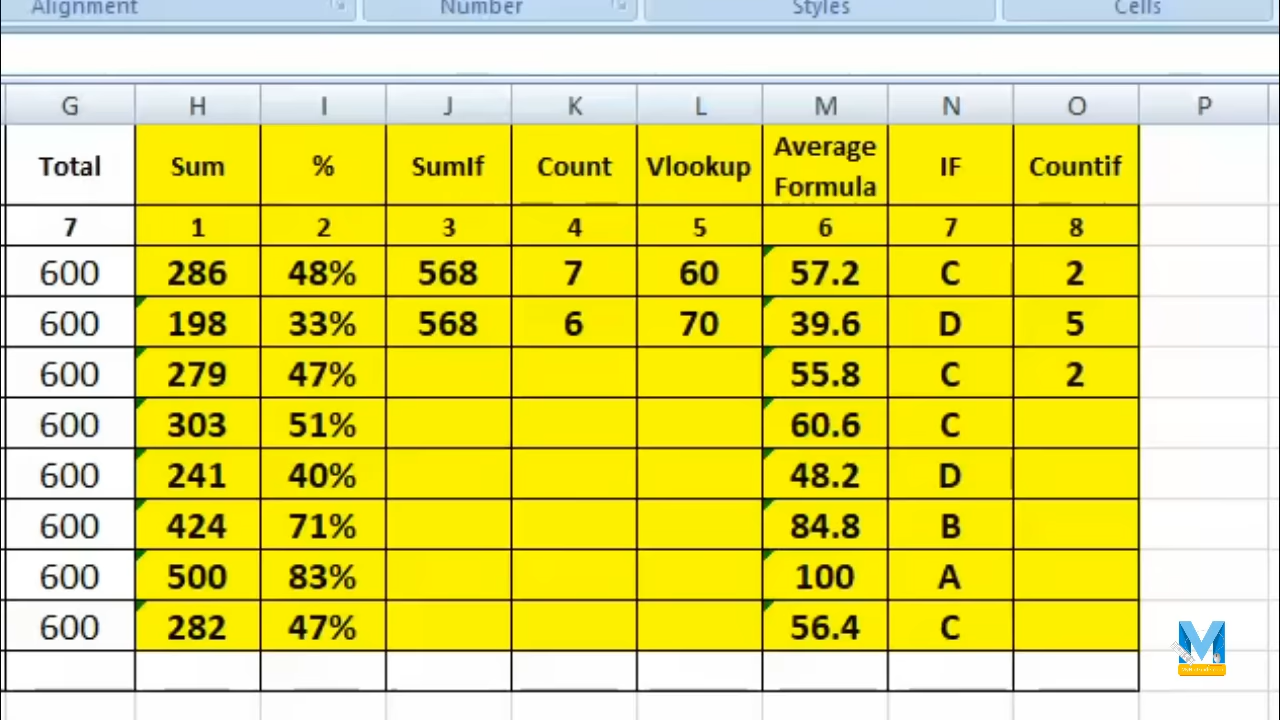 Alignment Number Styles Cells
G H I J K L M N O P
Total Sum % SumIf Count Vlookup Average Formula IF Countif
7 1 2 3 4 5 6 7 8
600 286 48% 568 7 60 57.2 C 2
600 198 33% 568 6 70 39.6 D 5
600 279 47% 55.8 C 2
600 303 51% 60.6 C
600 241 40% 48.2 D
600 424 71% 84.8 B
600 500 83% 100 A
600 282 47% 56.4 C
M